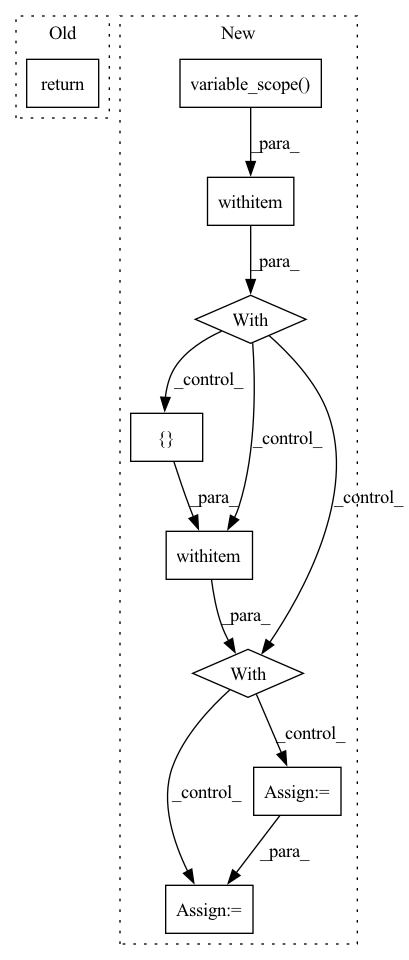 Old
New
return
variable_scope()
_para_
withitem
_para_
With
_control_
{}
_control_
_control_
_para_
withitem
_para_
With
_control_
_control_
Assign:=
_para_
Assign:=